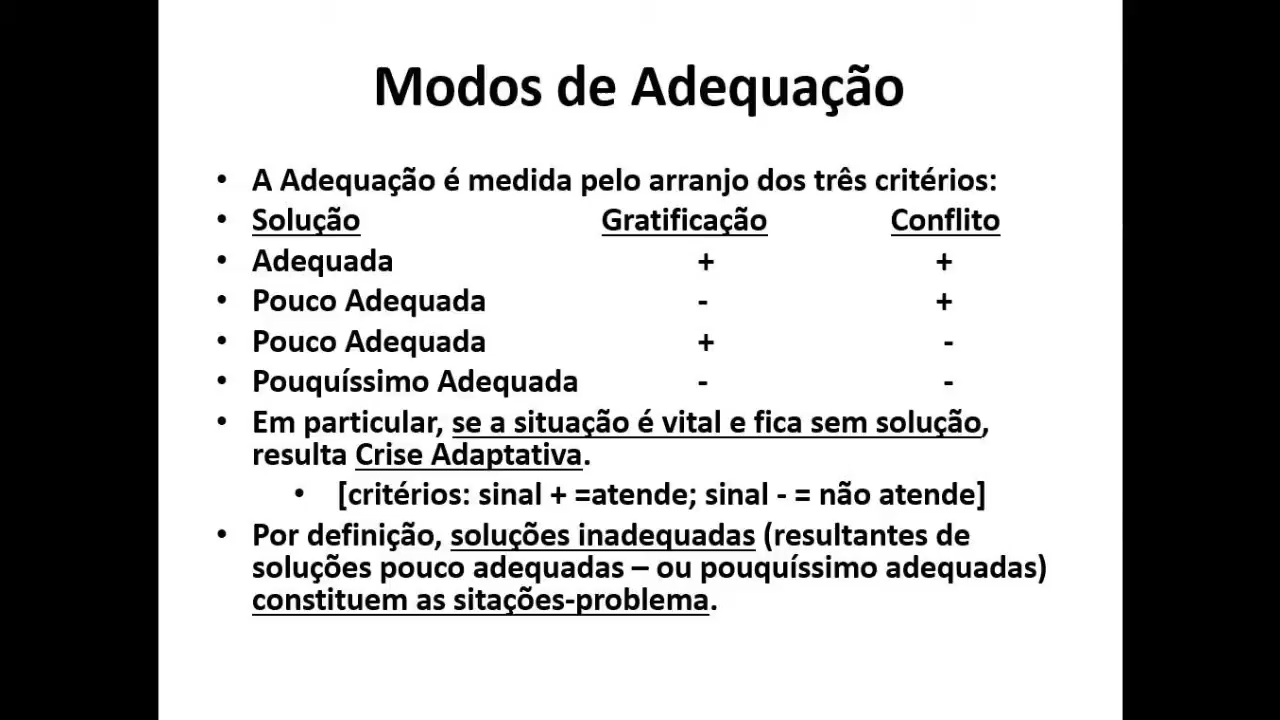 Modos de Adequação
• A Adequação é medida pelo arranjo dos três critérios:
• Solução Gratificação Conflito
• Adequada + +
• Pouco Adequada - +
• Pouco Adequada + -
• Pouquíssimo Adequada - -
• Em particular, se a situação é vital e fica sem solução,
resulta Crise Adaptativa.
• [critérios: sinal + =atende; sinal - = não atende]
• Por definição, soluções inadequadas (resultantes de
soluções pouco adequadas – ou pouquíssimo adequadas)
constituem as sitações-problema.